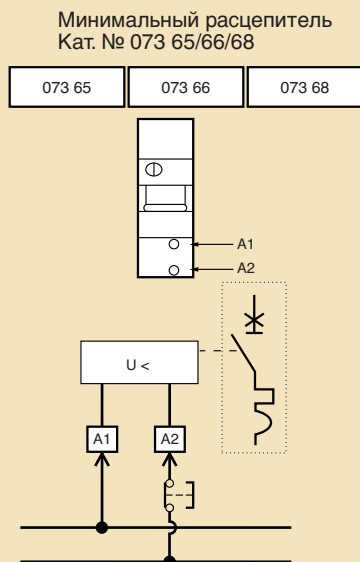 Минимальный расцепитель
Кат. № 073 65/66/68
073 65 073 66 073 68
A1
A2
U <
A1 A2